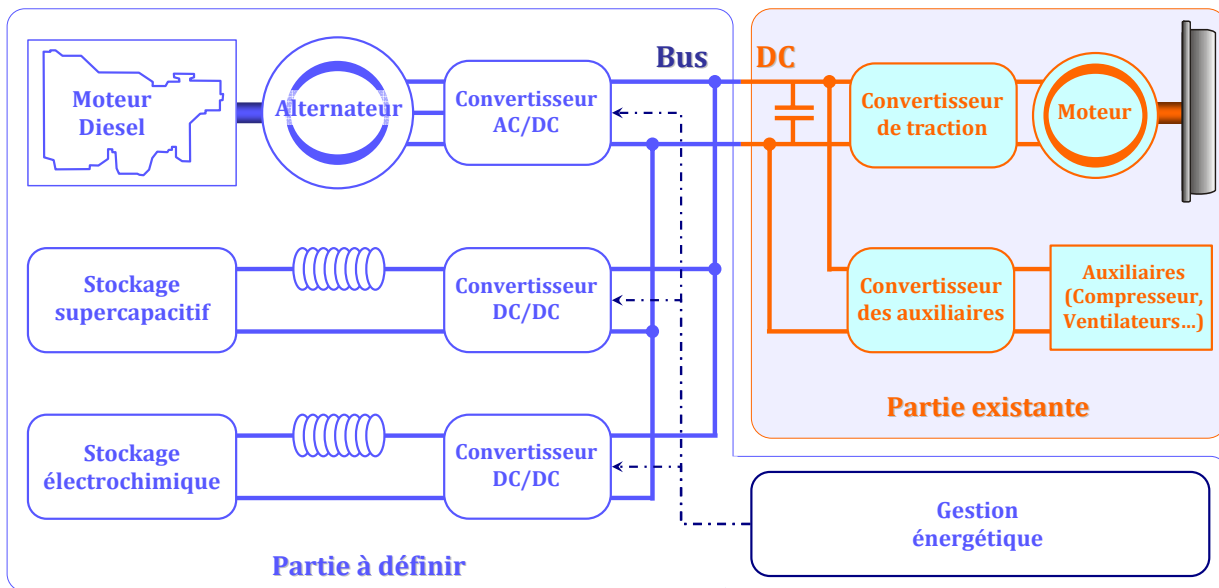 Bus DC
Moteur
Diesel
Alternateur
Convertisseur
AC/DC
Convertisseur
de traction
Moteur
Stockage
supercapacitif
Convertisseur
DC/DC
Convertisseur
des auxiliaires
Auxiliaires
(Compresseur,
Ventilateurs…)
Partie existante
Stockage
électrochimique
Convertisseur
DC/DC
Gestion
énergétique
Partie à définir